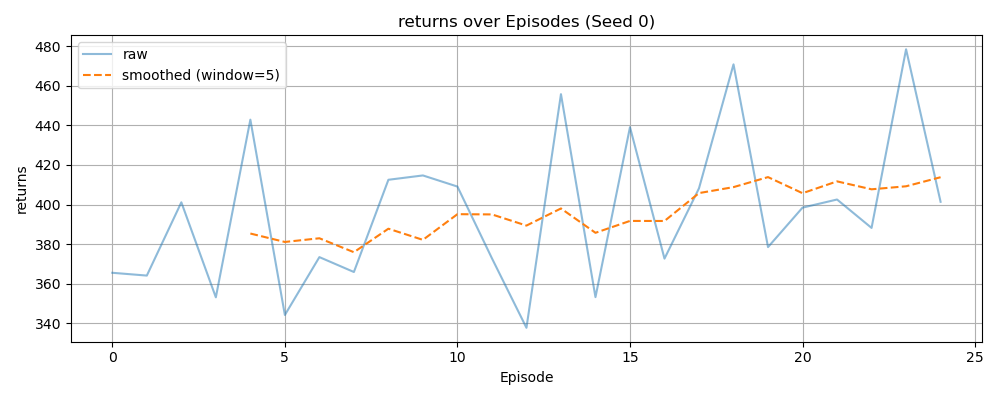 returns over Episodes (Seed 0)
raw
smoothed (window=5)
returns
480
460
440
420
400
380
360
340
0 5 10 15 20 25
Episode